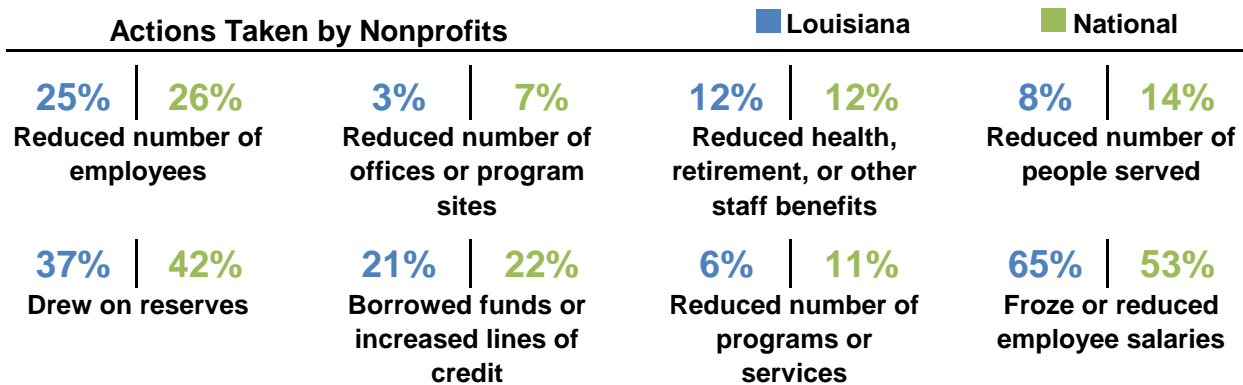 Actions Taken by Nonprofits
Louisiana
National
25% 26%
Reduced number of
employees
3% 7%
Reduced number of
offices or program
sites
12% 12%
Reduced health,
retirement, or other
staff benefits
8% 14%
Reduced number of
people served
37% 42%
Drew on reserves
21% 22%
Borrowed funds or
increased lines of
credit
6% 11%
Reduced number of
programs or
services
65% 53%
Froze or reduced
employee salaries